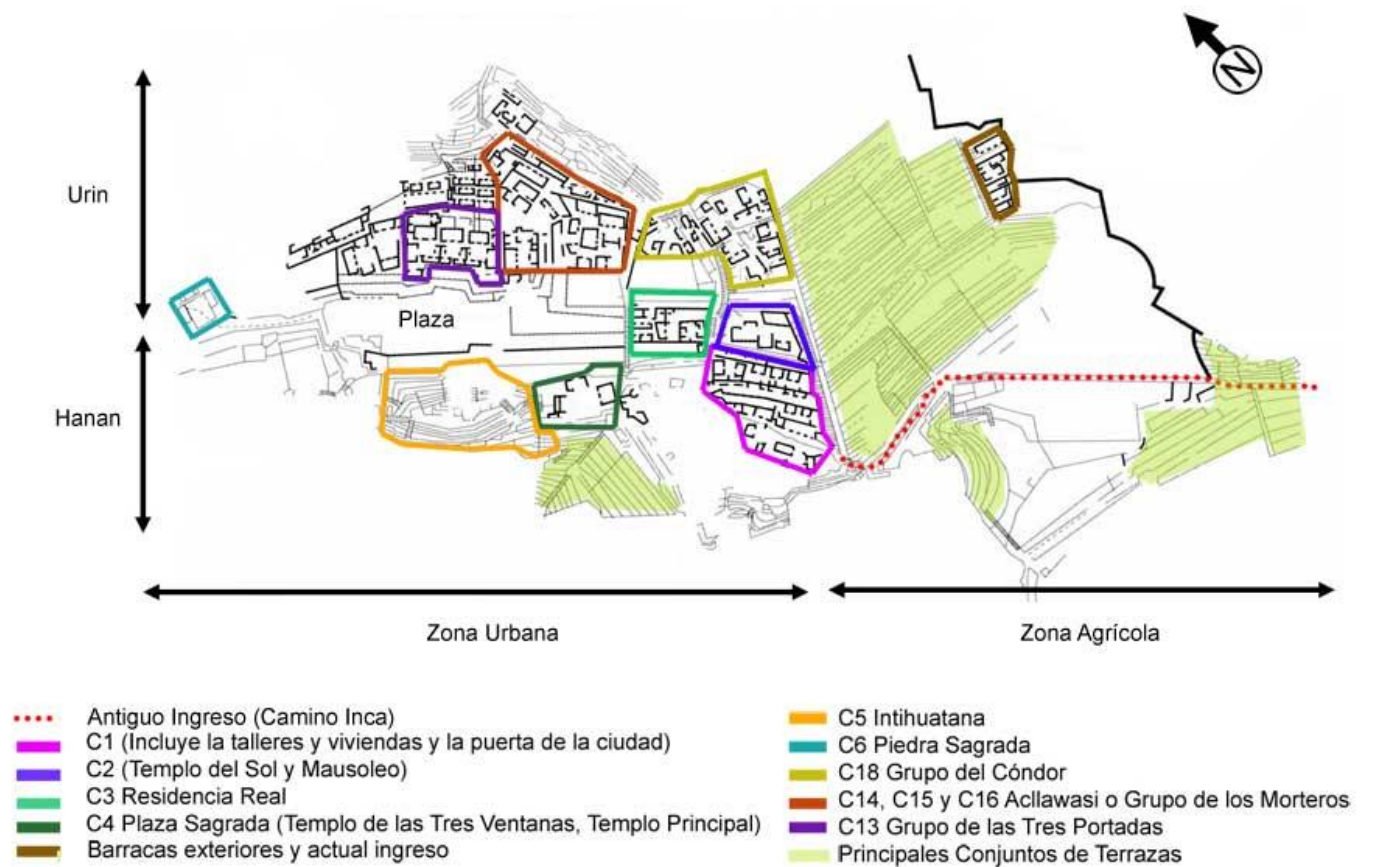 N
Urin
Plaza
Hanan
Zona Urbana
Zona Agrícola
Antiguo Ingreso (Camino Inca)
C1 (Incluye la talleres y viviendas y la puerta de la ciudad)
C2 (Templo del Sol y Mausoleo)
C3 Residencia Real
C4 Plaza Sagrada (Templo de las Tres Ventanas, Templo Principal)
Barracas exteriores y actual ingreso
C5 Intihuatana
C6 Piedra Sagrada
C18 Grupo del Cóndor
C14, C15 y C16 Acllawasi o Grupo de los Morteros
C13 Grupo de las Tres Portadas
Principales Conjuntos de Terrazas